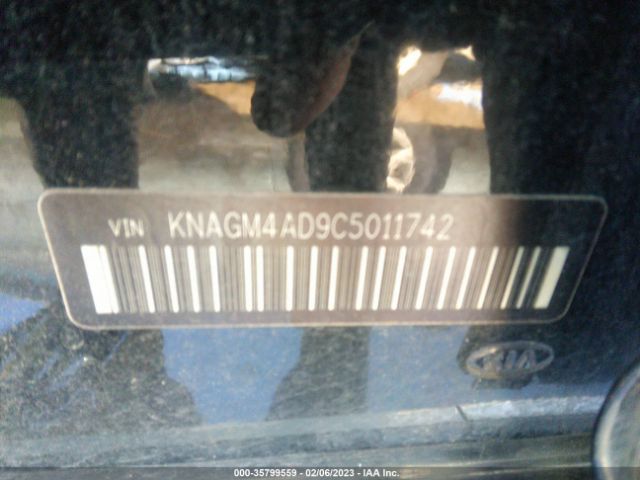 VIN KNAGM4AD9C5011742
KIA
000-35799559 — 02/06/2023 — IAA Inc.